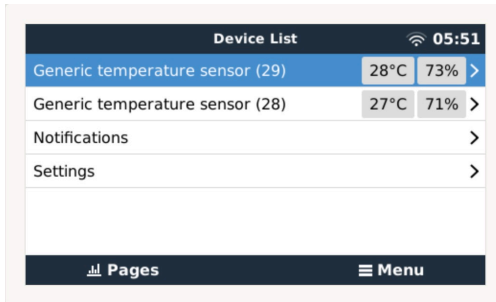 Device List 05:51
Generic temperature sensor (29) 28°C 73%
Generic temperature sensor (28) 27°C 71%
Notifications
Settings
Pages Menu